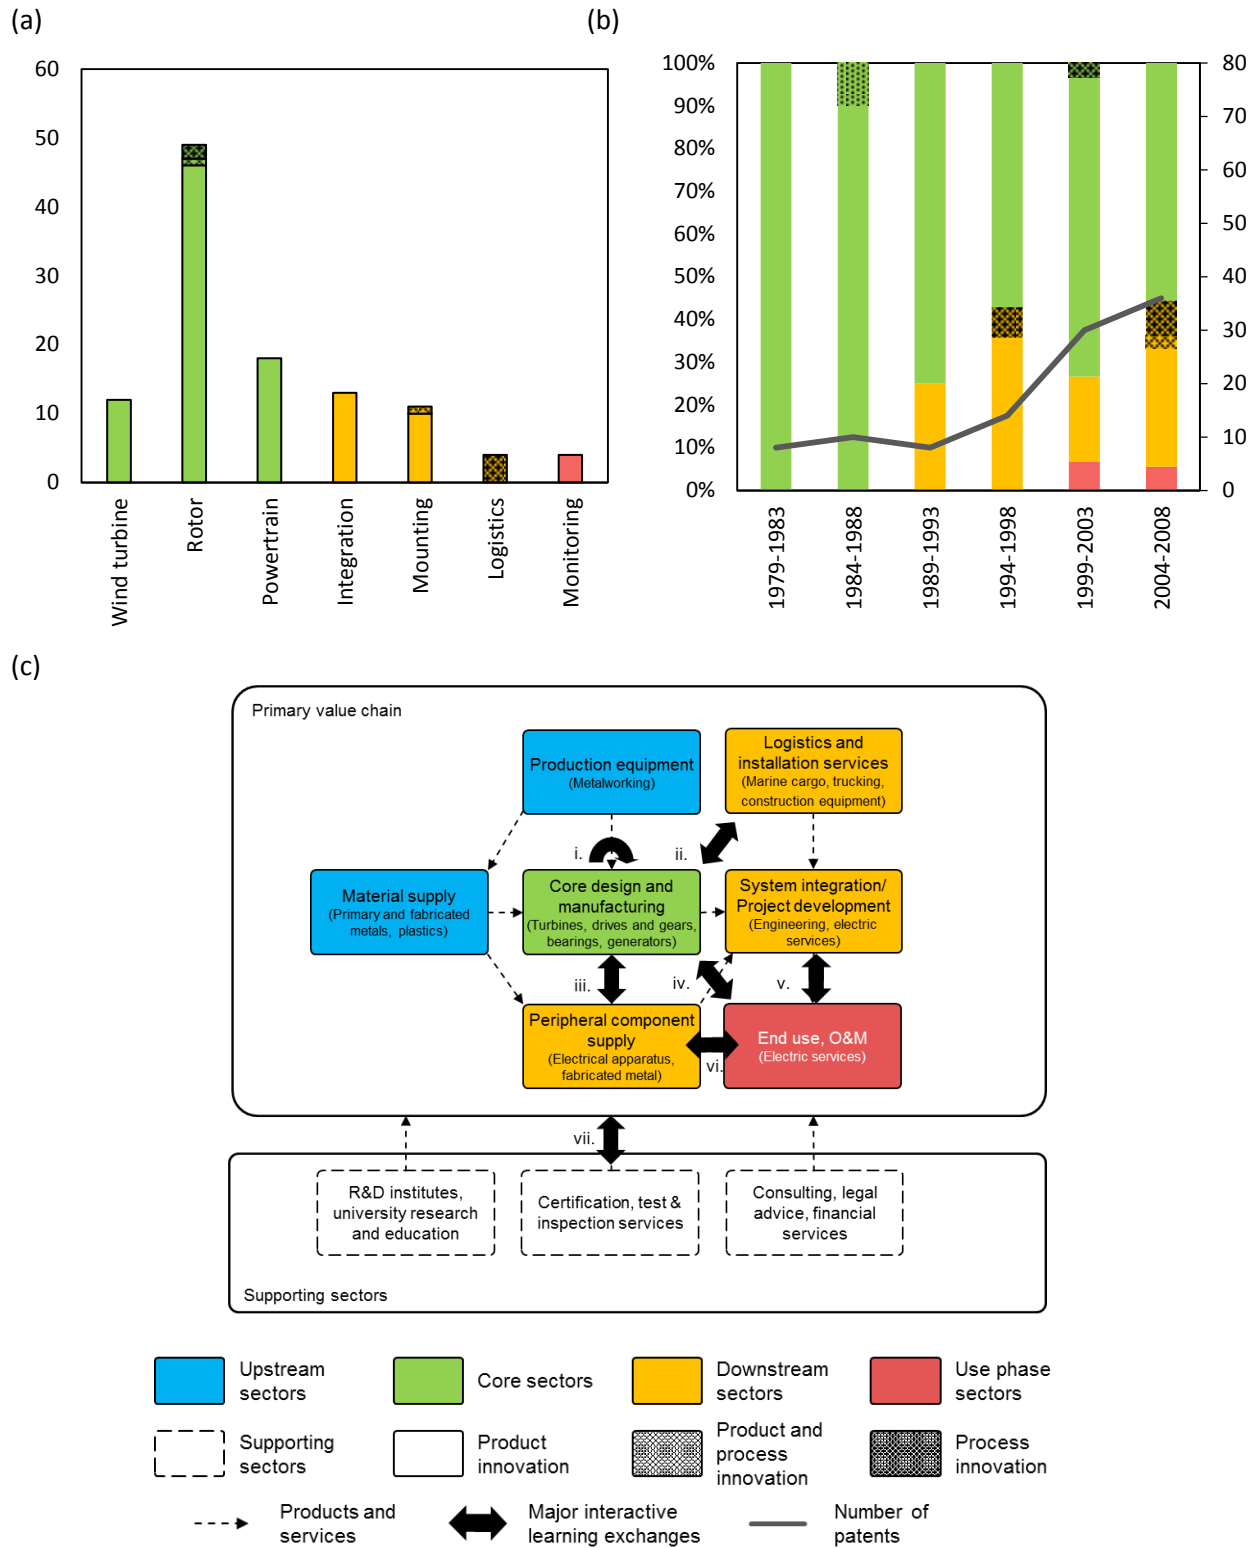 (a)
60
50
40
30
20
10
0
Wind turbine
Rotor
Powertrain
Integration
Mounting
Logistics
Monitoring
(b)
100%
90%
80%
70%
60%
50%
40%
30%
20%
10%
0%
80
70
60
50
40
30
20
10
0
1979-1983
1984-1988
1989-1993
1994-1998
1999-2003
2004-2008
(c)
Primary value chain
Production equipment
(Metalworking)
Logistics and
installation services
(Marine cargo, trucking,
construction equipment)
i.
ii.
Material supply
(Primary and fabricated
metals, plastics)
Core design and
manufacturing
(Turbines, drives and gears,
bearings, generators)
System integration/
Project development
(Engineering, electric
services)
iii.
iv.
v.
Peripheral component
supply
(Electrical apparatus,
fabricated metal)
vi.
End use, O&M
(Electric services)
vii.
R&D institutes,
university research
and education
Certification, test &
inspection services
Consulting, legal
advice, financial
services
Supporting sectors
Upstream
sectors
Core sectors
Downstream
sectors
Use phase
sectors
Supporting
sectors
Product
innovation
Product and
process
innovation
Process
innovation
Products and
services
Major interactive
learning exchanges
Number of
patents